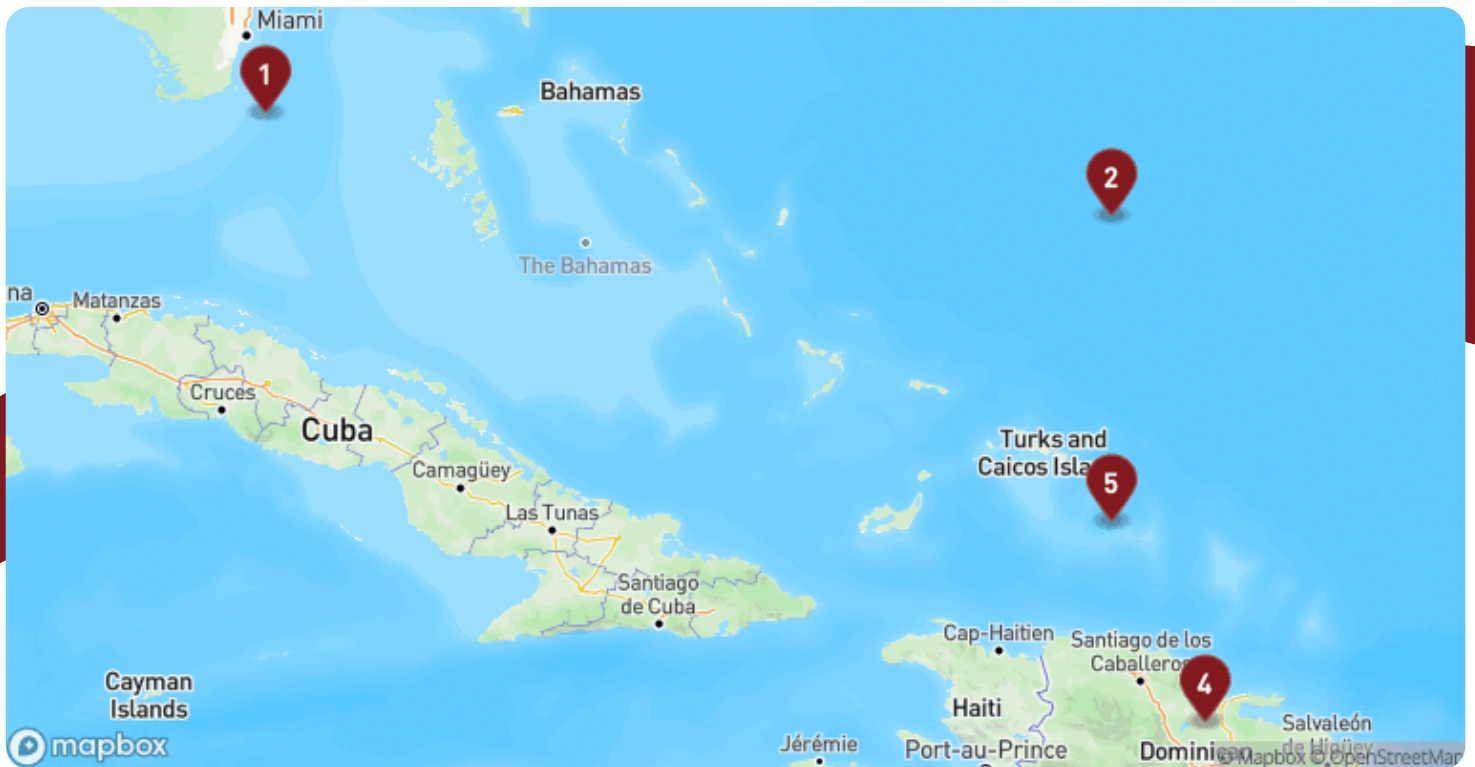 Miami
1
Bahamas
2
The Bahamas
na
Matanzas
Cruces
Cuba
Turks and
Caicos Isla
5
Camagüey
Las Tunas
Santiago
de Cuba
Cap-Haitien
Santiago de los
Caballeros
4
Cayman
Islands
Haiti
Salvaleón
de Higüey
Jérémie
Port-au-Prince
Dominican
mapbox
© Mapbox © OpenStreetMap